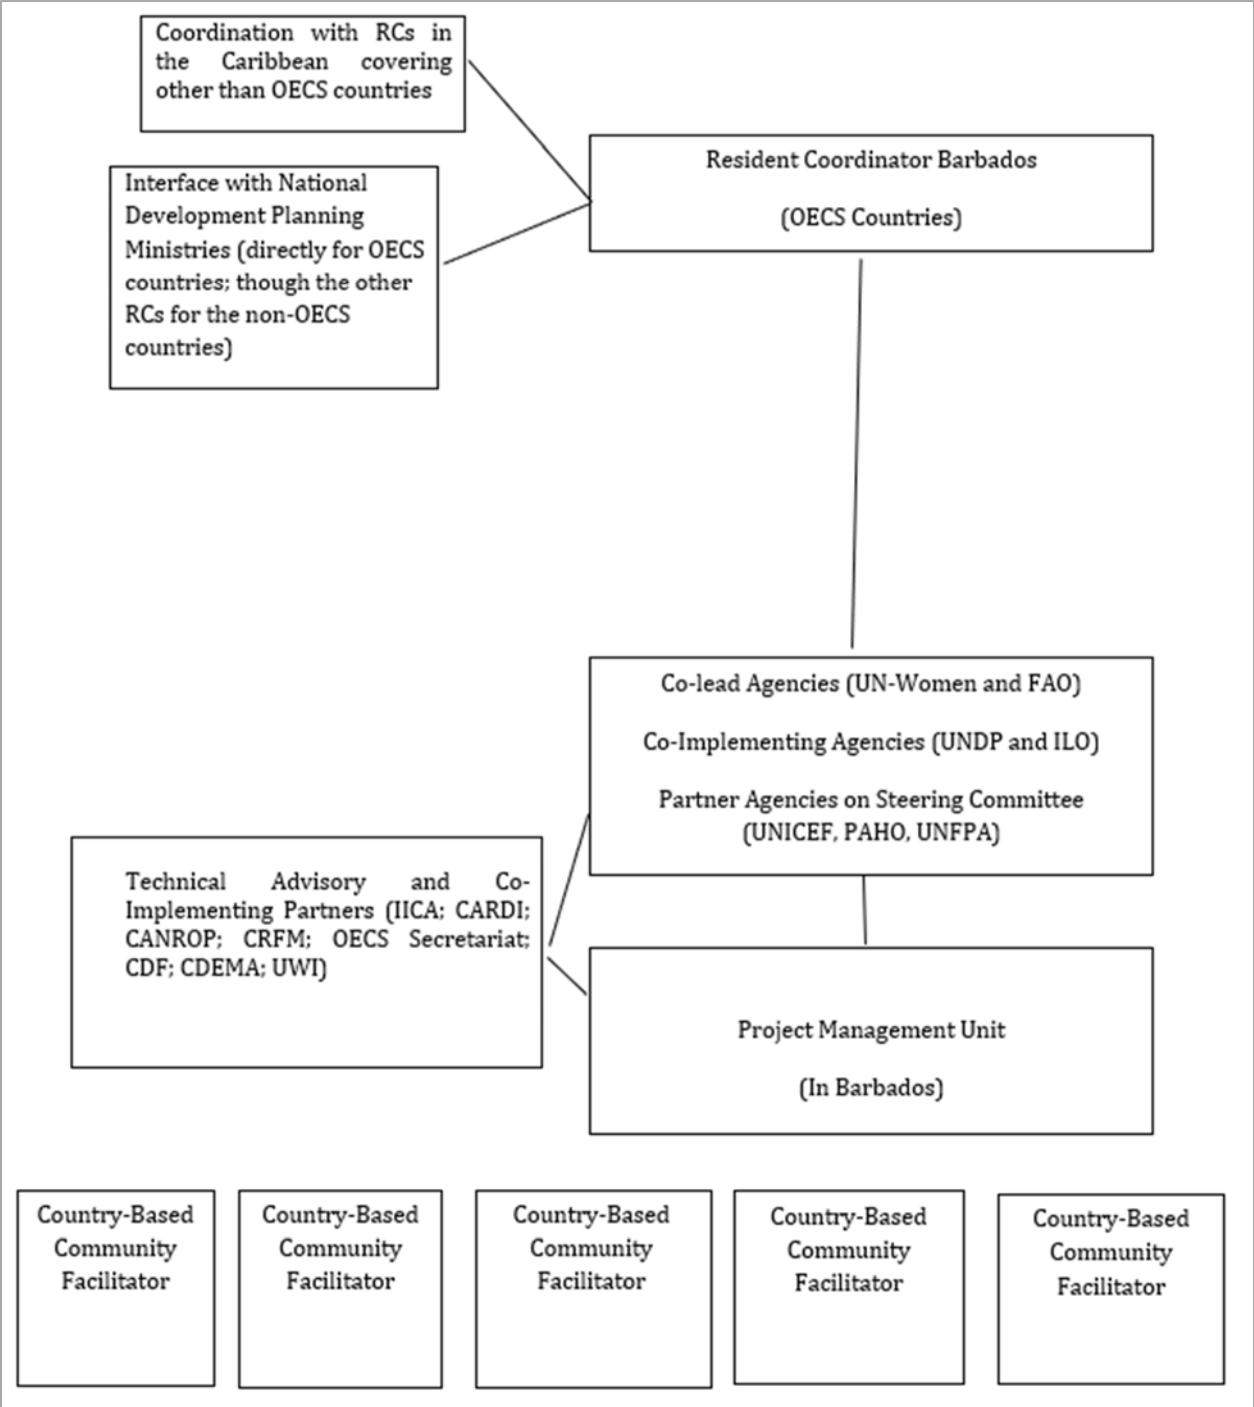 Coordination with RCs in
the Caribbean covering
other than OECS countries
Resident Coordinator Barbados
(OECS Countries)
Interface with National
Development Planning
Ministries (directly for OECS
countries; though the other
RCs for the non-OECS
countries)
Co-lead Agencies (UN-Women and FAO)
Co-Implementing Agencies (UNDP and ILO)
Partner Agencies on Steering Committee
(UNICEF, PAHO, UNFPA)
Technical Advisory and Co-
Implementing Partners (IICA; CARDI;
CANROP; CRFM; OECS Secretariat;
CDF; CDEMA; UWI)
Project Management Unit
(In Barbados)
Country-Based
Community
Facilitator
Country-Based
Community
Facilitator
Country-Based
Community
Facilitator
Country-Based
Community
Facilitator
Country-Based
Community
Facilitator